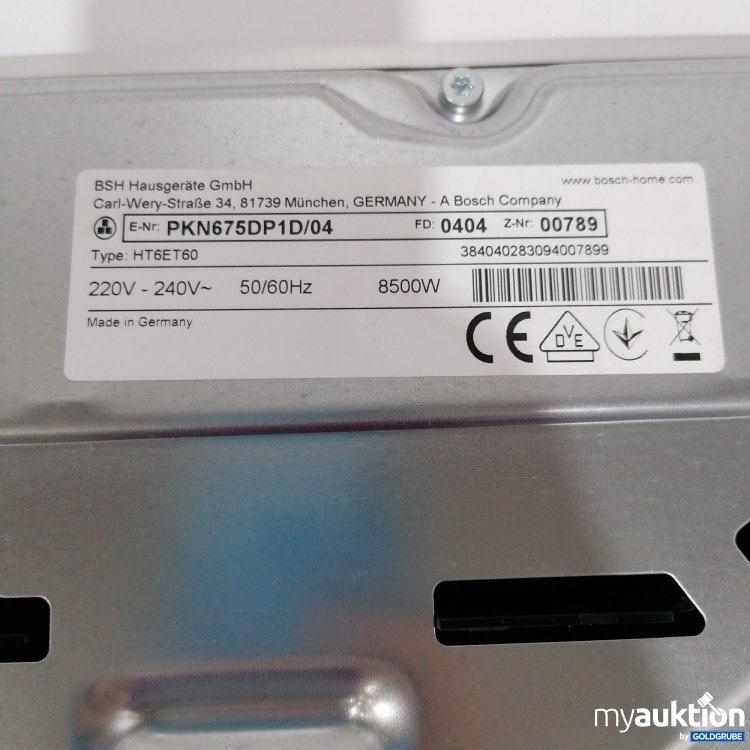 BSH Hausgeräte GmbH
www.bosch-home.com
Carl-Wery-Straße 34, 81739 München, GERMANY - A Bosch Company
E-Nr: PKN675DP1D/04 FD: 0404 Z-Nr: 00789
Type: HT6ET60 384040283094007899
220V - 240V~ 50/60Hz 8500W
Made in Germany
CE DVE
myauktion
by GOLDGRUBE